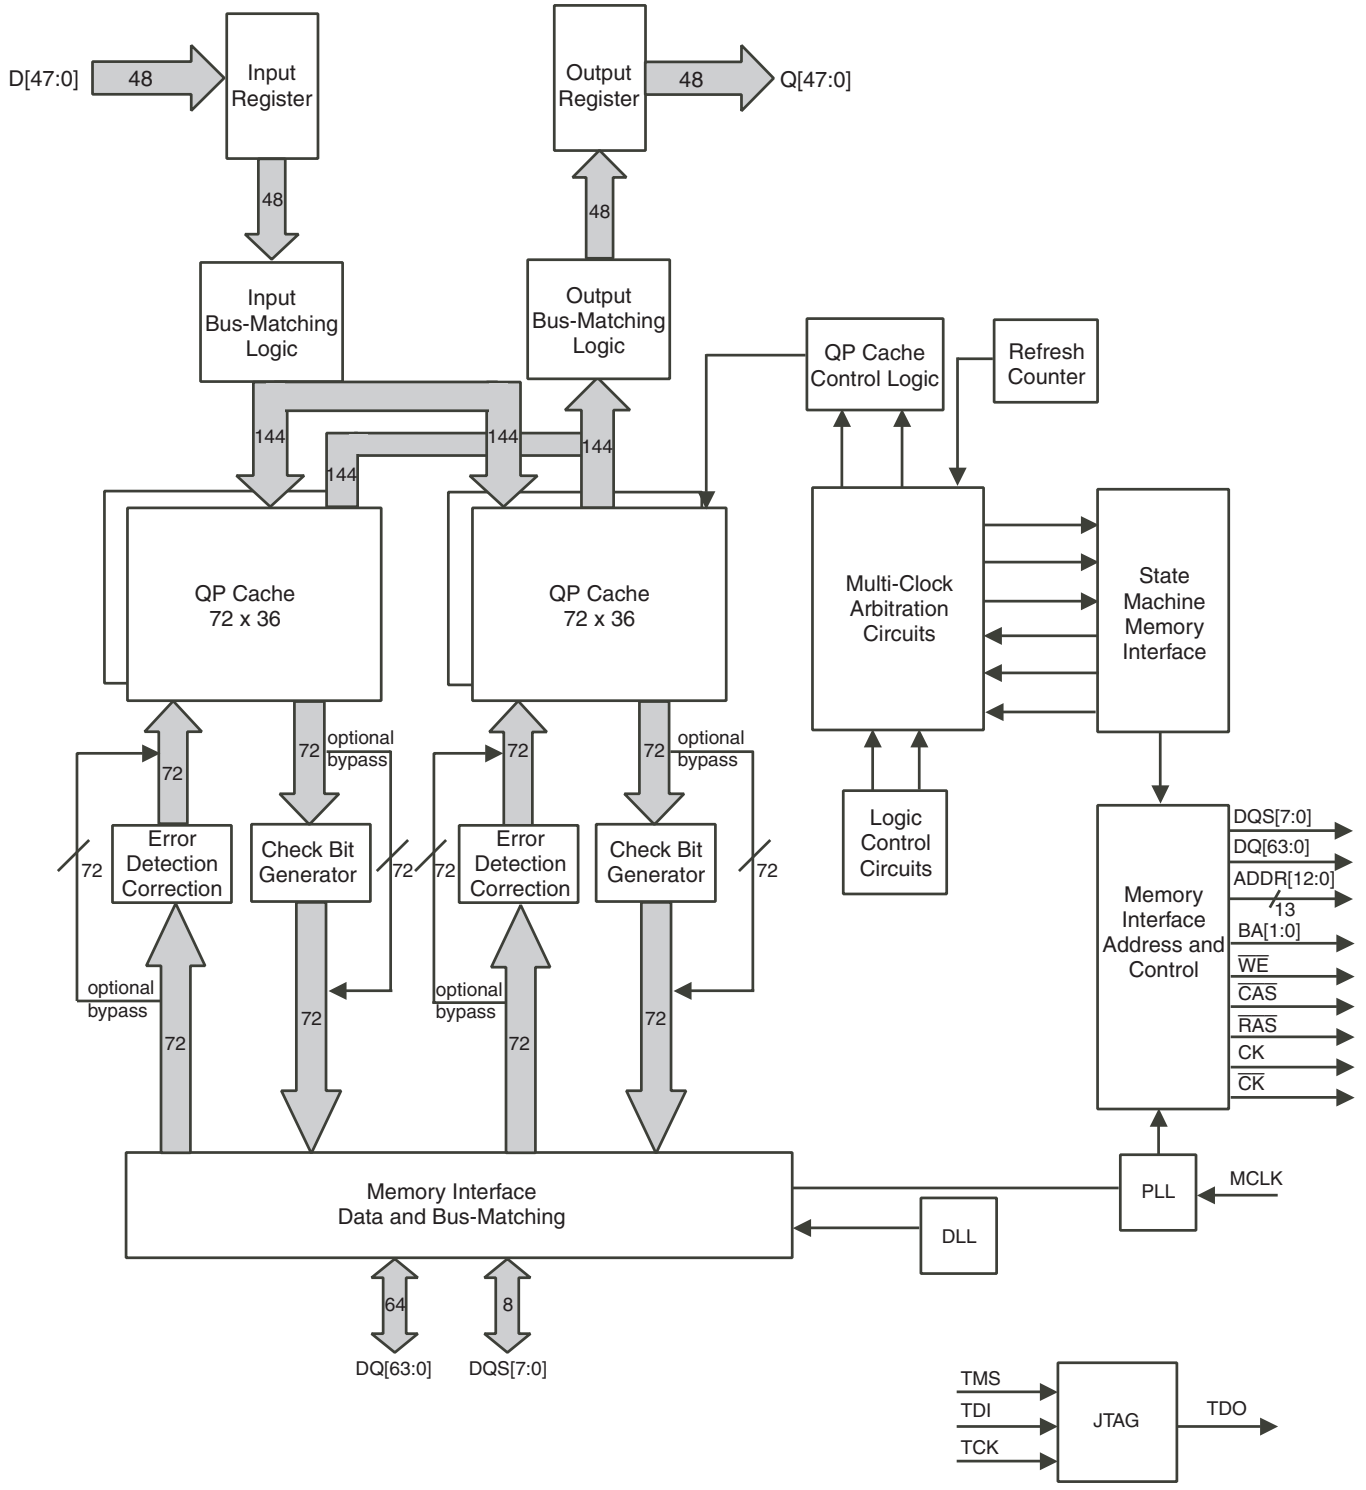 D[47:0]
48
Input
Register
Output
Register
48
Q[47:0]
48
48
Input
Bus-Matching
Logic
Output
Bus-Matching
Logic
QP Cache
Control Logic
Refresh
Counter
144
144
144
144
QP Cache
72 x 36
QP Cache
72 x 36
Multi-Clock
Arbitration
Circuits
State
Machine
Memory
Interface
72
72
optional
bypass
72
72
optional
bypass
Error
Detection
Correction
Check Bit
Generator
Error
Detection
Correction
Check Bit
Generator
72
72
72
72
Logic
Control
Circuits
optional
bypass
72
72
optional
bypass
72
72
Memory
Interface
Address and
Control
DQS[7:0]
DQ[63:0]
ADDR[12:0]
13
BA[1:0]
W̅E̅
C̅A̅S̅
R̅A̅S̅
CK
C̅K̅
Memory Interface
Data and Bus-Matching
PLL
MCLK
DLL
64
8
DQ[63:0]
DQS[7:0]
TMS
TDI
TCK
JTAG
TDO